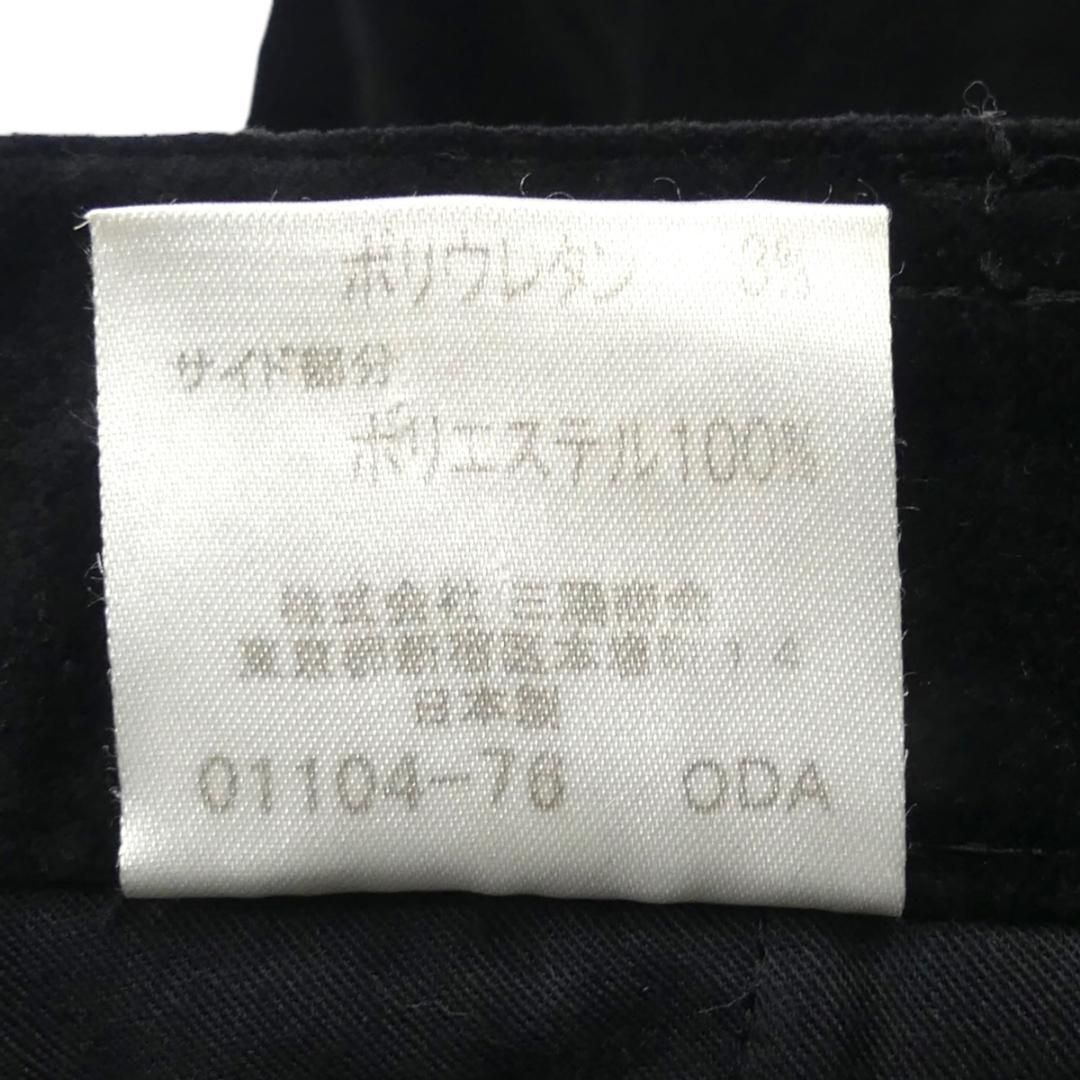 ポリウレタン 3%
サイド部分
ポリエステル100%
株式会社 三陽商会
東京都新宿区本塩町 14
日本製
01104-78 ODA